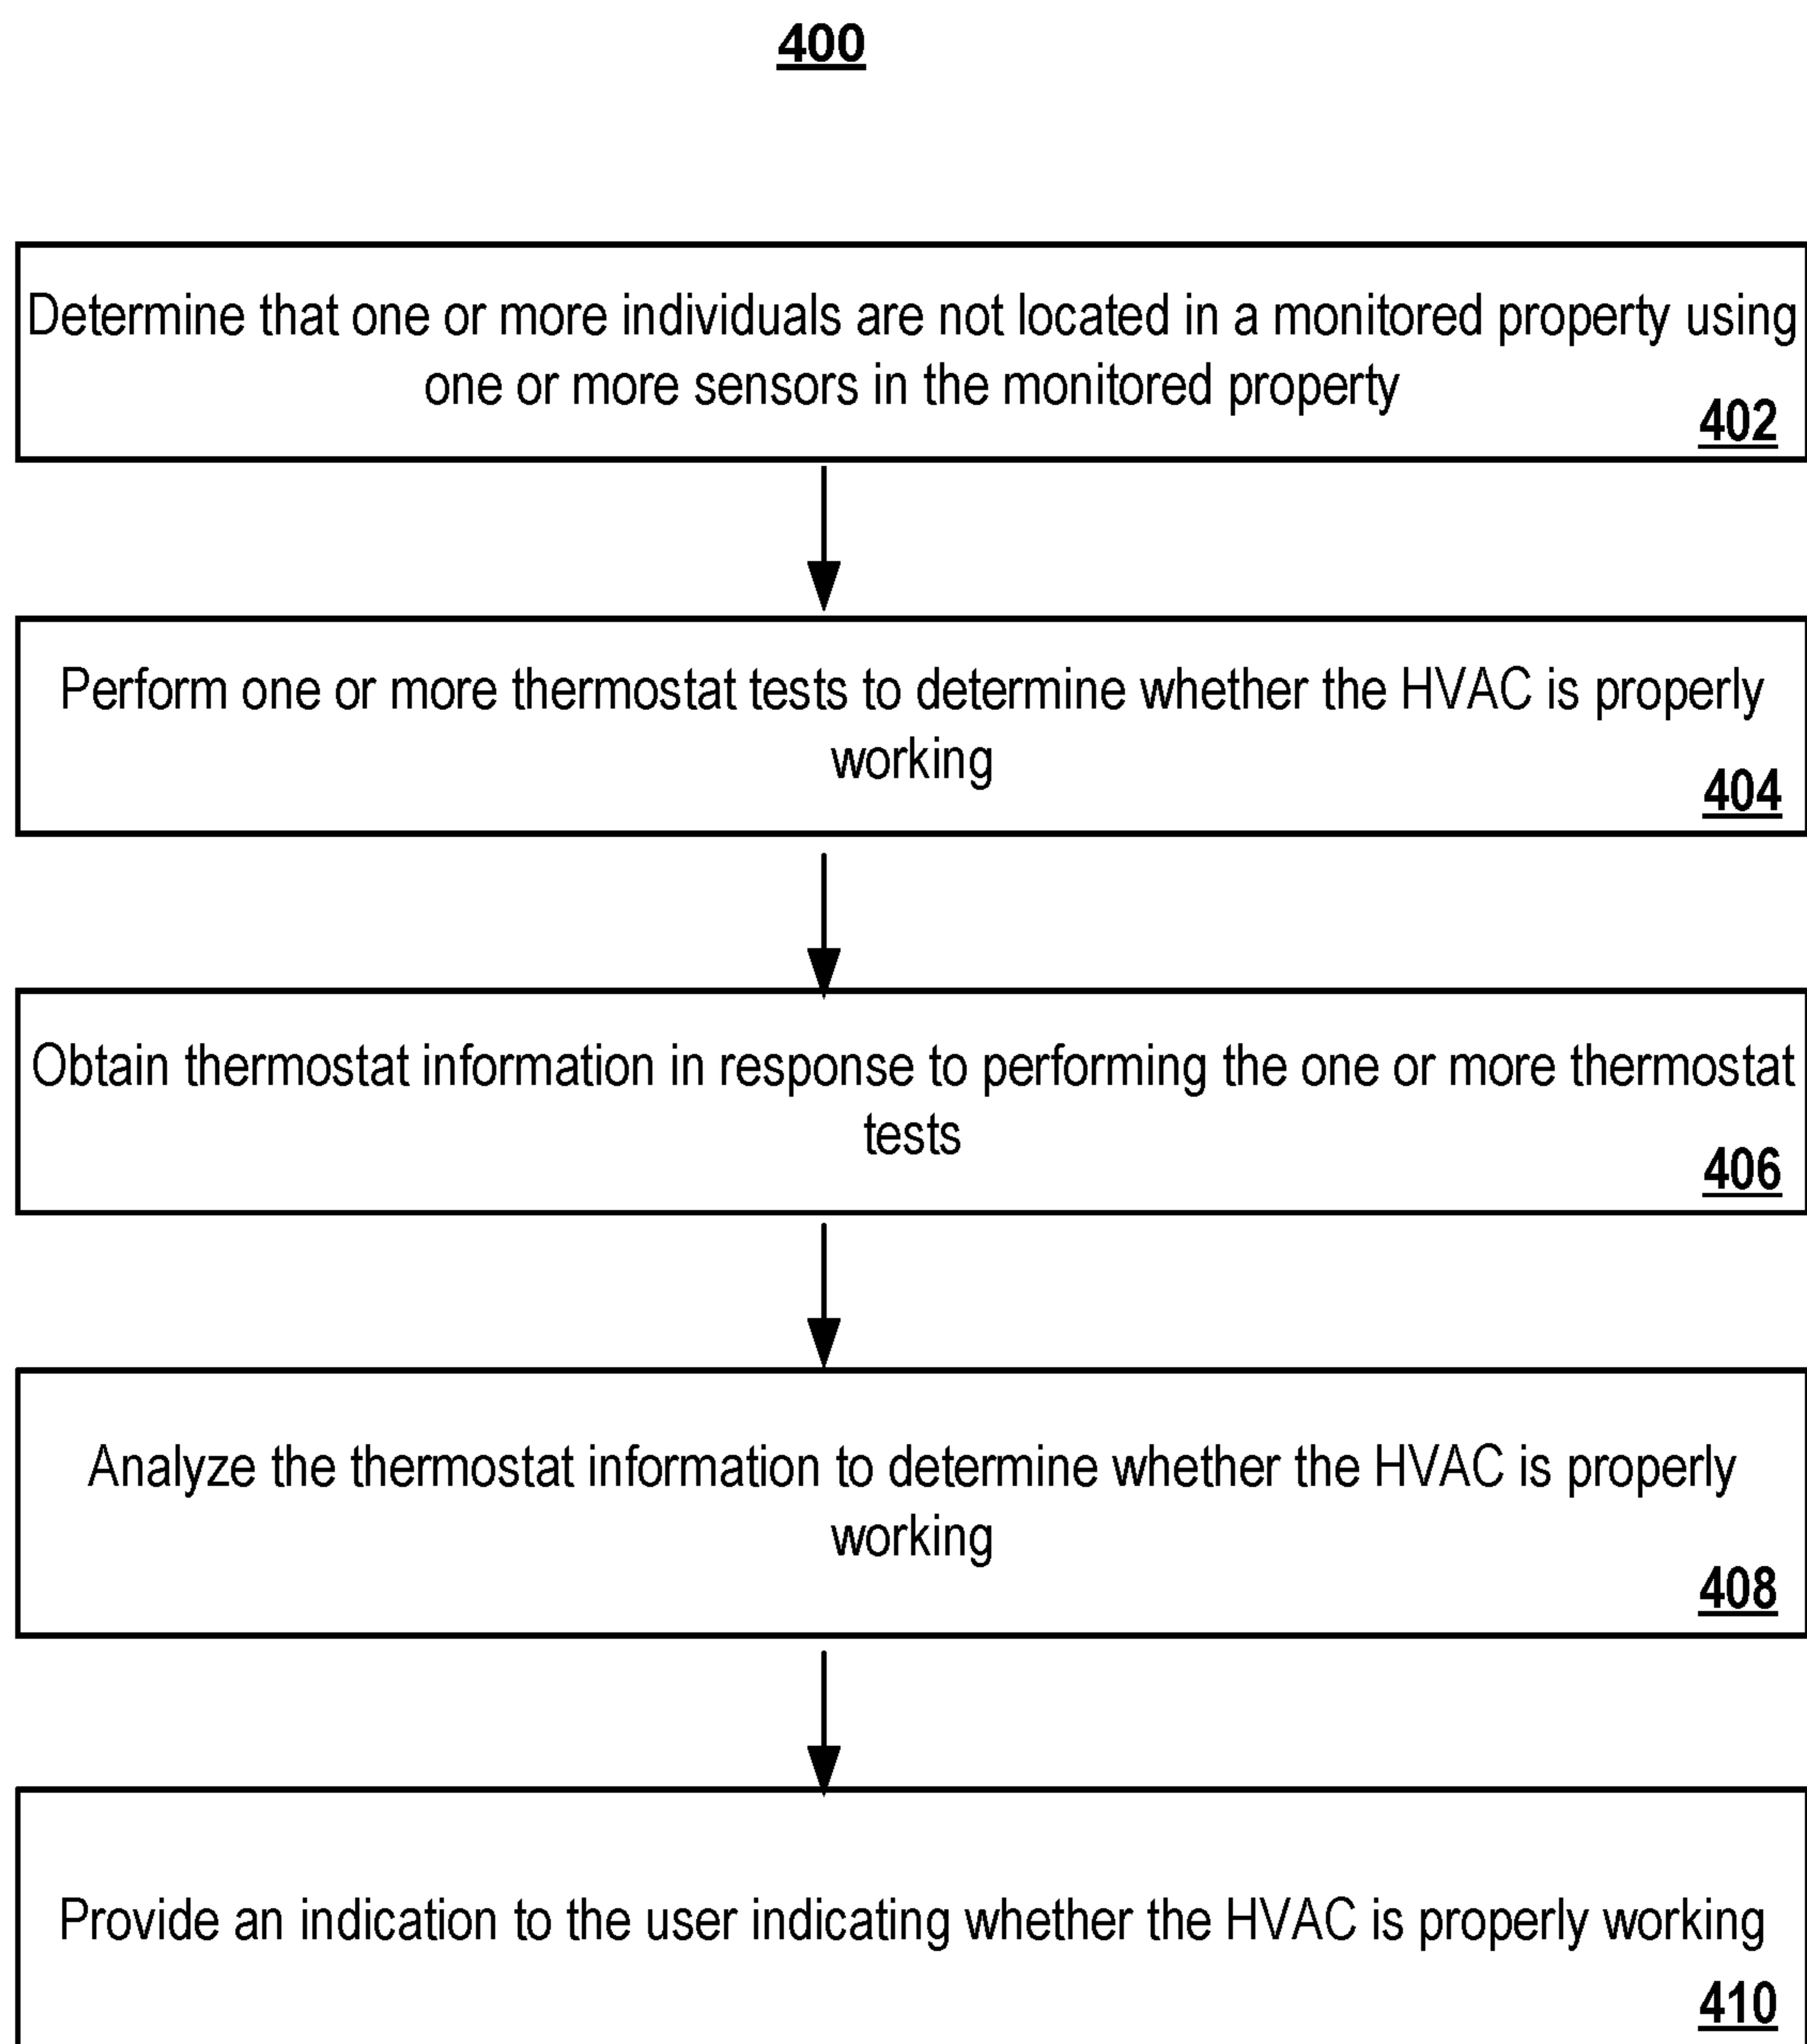 400
Determine that one or more individuals are not located in a monitored property using
one or more sensors in the monitored property
402
Perform one or more thermostat tests to determine whether the HVAC is properly
working
404
Obtain thermostat information in response to performing the one or more thermostat
tests
406
Analyze the thermostat information to determine whether the HVAC is properly
working
408
Provide an indication to the user indicating whether the HVAC is properly working
410